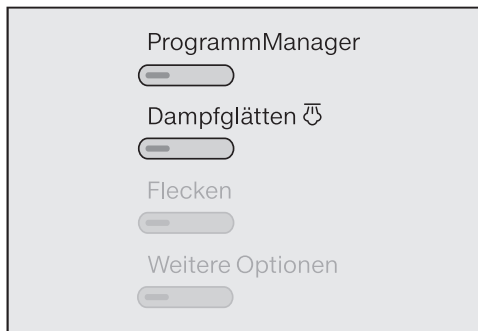 ProgrammManager
Dampfglätten
Flecken
Weitere Optionen